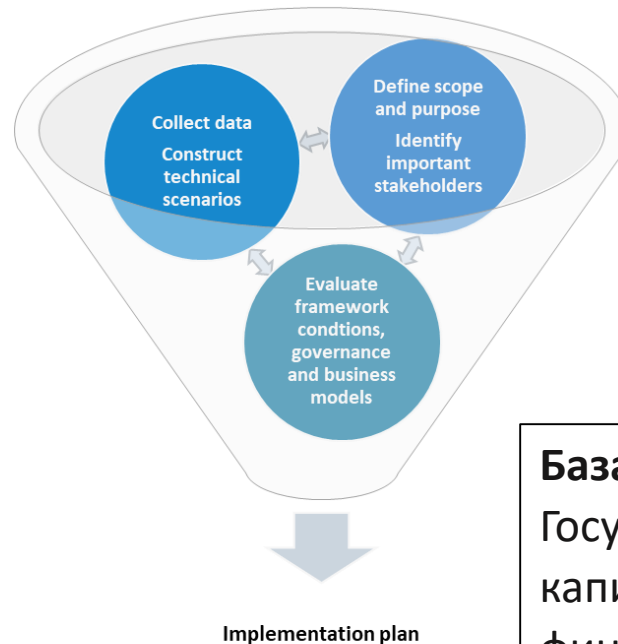 Collect data
Construct
technical
scenarios
Define scope
and purpose
Identify
important
stakeholders
Evaluate
framework
condtions,
governance
and business
models
Implementation plan
База
Госу
капи